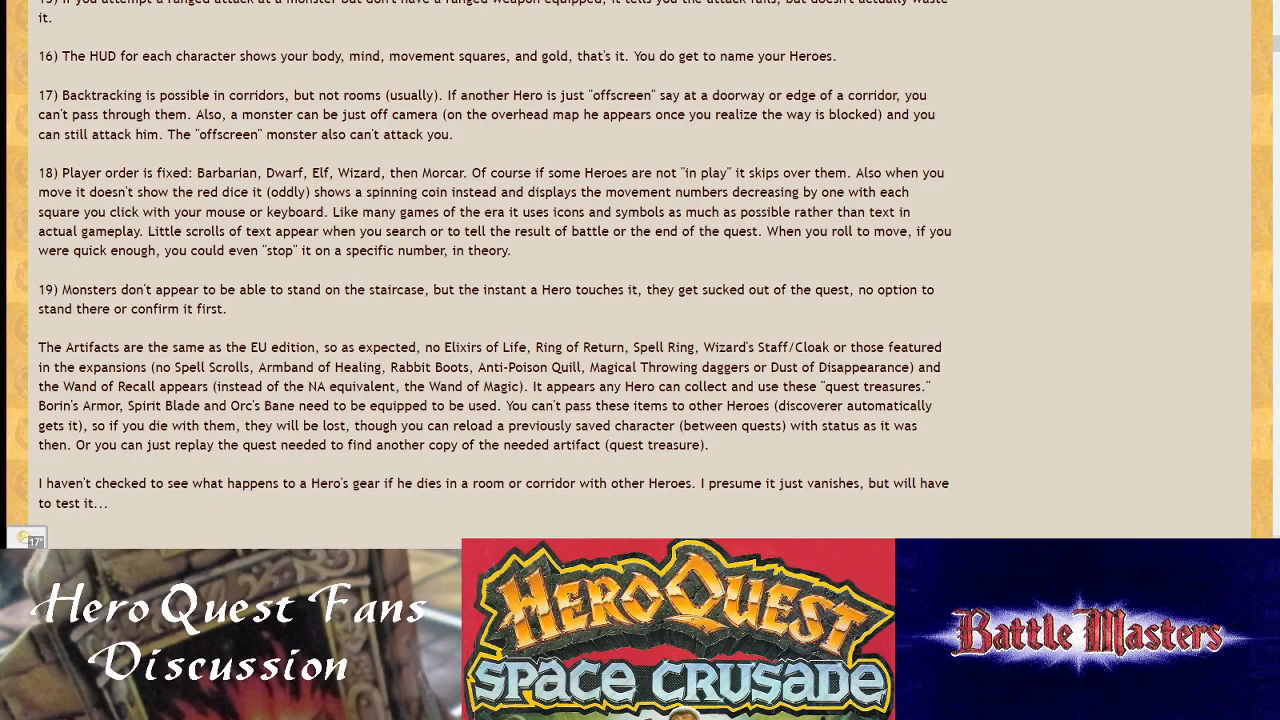 it.
16) The HUD for each character shows your body, mind, movement squares, and gold, that's it. You do get to name your Heroes.
17) Backtracking is possible in corridors, but not rooms (usually). If another Hero is just "offscreen" say at a doorway or edge of a corridor, you
can't pass through them. Also, a monster can be just off camera (on the overhead map he appears once you realize the way is blocked) and you
can still attack him. The "offscreen" monster also can't attack you.
18) Player order is fixed: Barbarian, Dwarf, Elf, Wizard, then Morcar. Of course if some Heroes are not "in play" it skips over them. Also when you
move it doesn't show the red dice it (oddly) shows a spinning coin instead and displays the movement numbers decreasing by one with each
square you click with your mouse or keyboard. Like many games of the era it uses icons and symbols as much as possible rather than text in
actual gameplay. Little scrolls of text appear when you search or to tell the result of battle or the end of the quest. When you roll to move, if you
were quick enough, you could even "stop" it on a specific number, in theory.
19) Monsters don't appear to be able to stand on the staircase, but the instant a Hero touches it, they get sucked out of the quest, no option to
stand there or confirm it first.
The Artifacts are the same as the EU edition, so as expected, no Elixirs of Life, Ring of Return, Spell Ring, Wizard's Staff/Cloak or those featured
in the expansions (no Spell Scrolls, Armband of Healing, Rabbit Boots, Anti-Poison Quill, Magical Throwing daggers or Dust of Disappearance) and
the Wand of Recall appears (instead of the NA equivalent, the Wand of Magic). It appears any Hero can collect and use these "quest treasures."
Borin's Armor, Spirit Blade and Orc's Bane need to be equipped to be used. You can't pass these items to other Heroes (discoverer automatically
gets it), so if you die with them, they will be lost, though you can reload a previously saved character (between quests) with status as it was
then. Or you can just replay the quest needed to find another copy of the needed artifact (quest treasure).
I haven't checked to see what happens to a Hero's gear if he dies in a room or corridor with other Heroes. I presume it just vanishes, but will have
to test it...
17°
HeroQuest Fans
Discussion
HEROQUEST
SPACE CRUSADE
Battle Masters